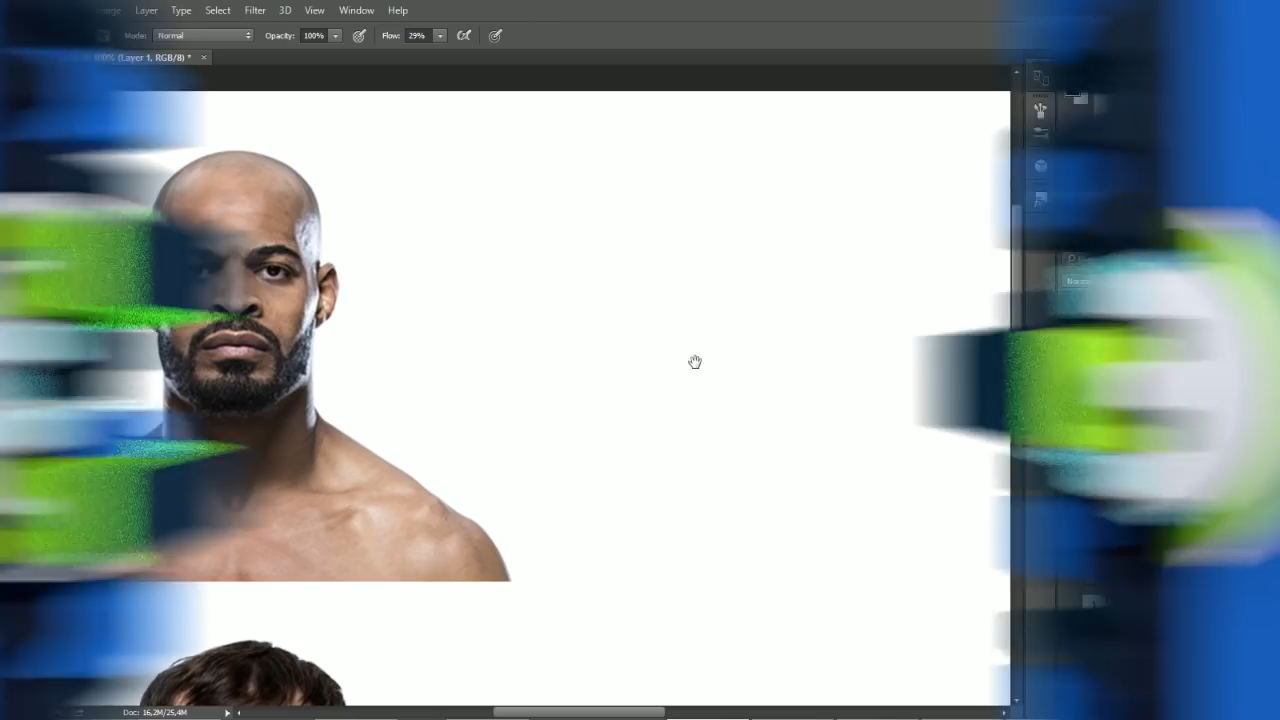 Image Layer Type Select Filter 3D View Window Help
Mode: Normal Opacity: 100% Flow: 29%
(Layer 1, RGB/8) * ×
Doc: 16,2M/25,4M